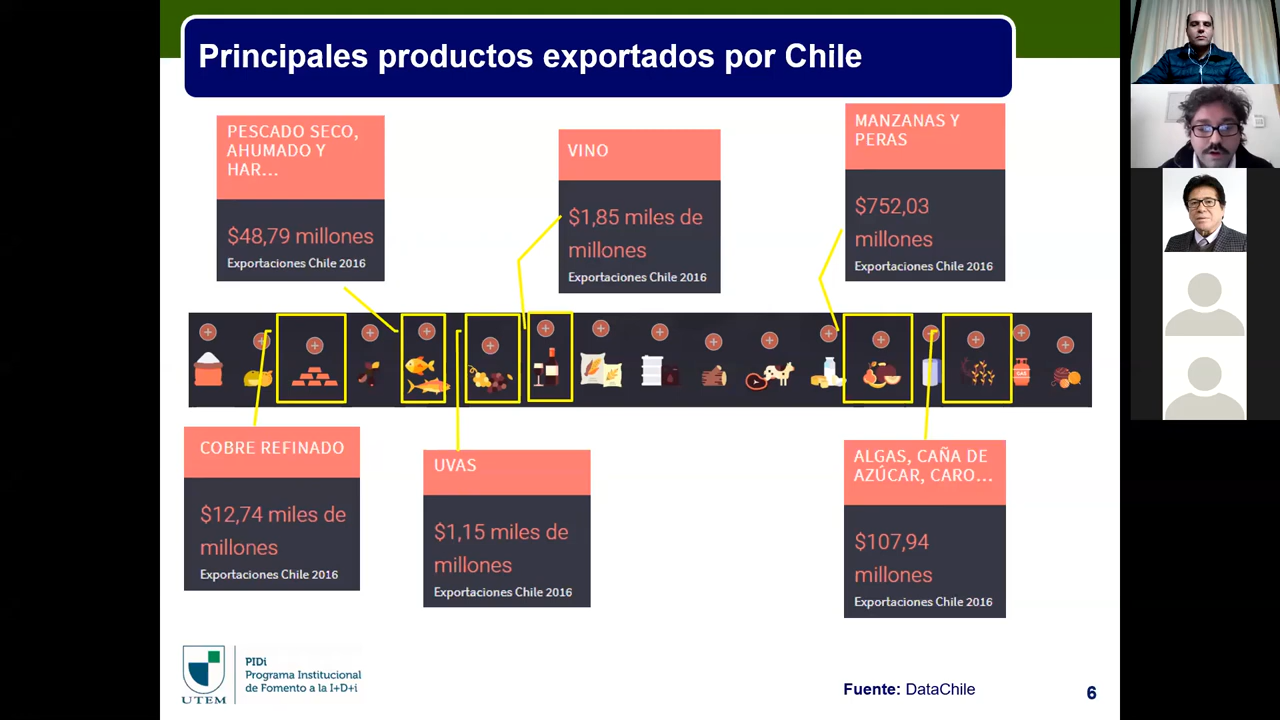 Principales productos exportados por Chile
PESCADO SECO,
AHUMADO Y
HAR...
$48,79 millones
Exportaciones Chile 2016
VINO
$1,85 miles de
millones
Exportaciones Chile 2016
MANZANAS Y
PERAS
$752,03
millones
Exportaciones Chile 2016
GAS
COBRE REFINADO
$12,74 miles de
millones
Exportaciones Chile 2016
UVAS
$1,15 miles de
millones
Exportaciones Chile 2016
ALGAS, CAÑA DE
AZÚCAR, CARO...
$107,94
millones
Exportaciones Chile 2016
UTEM
PIDi
Programa Institucional
de Fomento a la I+D+i
Fuente: DataChile
6